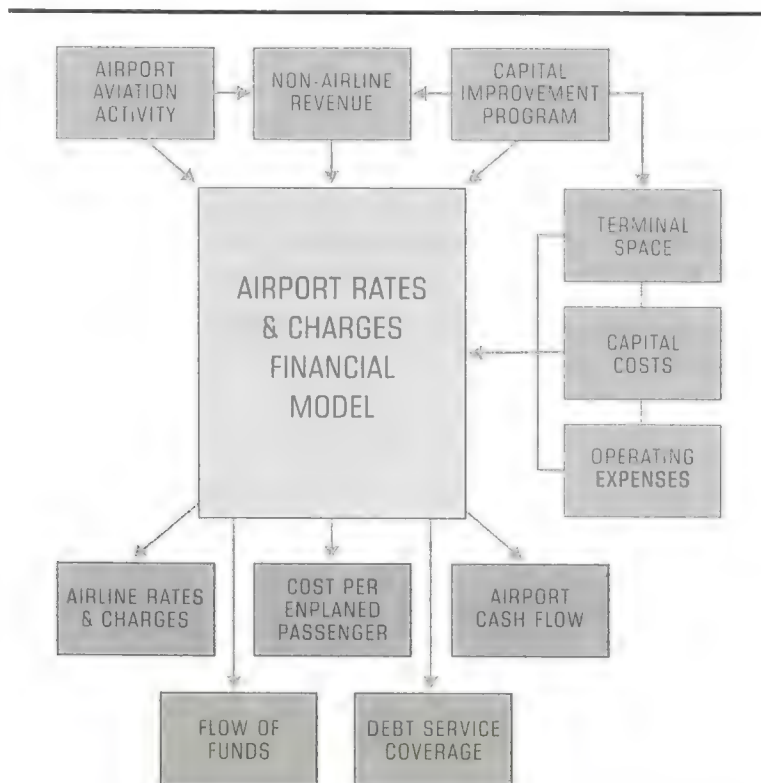 AIRPORT
AVIATION
ACTIVITY
NON-AIRLINE
REVENUE
CAPITAL
IMPROVEMENT
PROGRAM
TERMINAL
SPACE
AIRPORT RATES
& CHARGES
FINANCIAL
MODEL
CAPITAL
COSTS
OPERATING
EXPENSES
AIRLINE RATES
& CHARGES
COST PER
ENPLANED
PASSENGER
AIRPORT
CASH FLOW
FLOW OF
FUNDS
DEBT SERVICE
COVERAGE